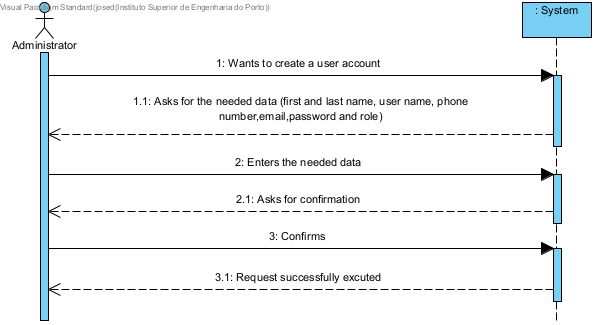 Visual Paradigm Standard(josed(Instituto Superior de Engenharia do Porto))
: System
Administrator
1: Wants to create a user account
1.1: Asks for the needed data (first and last name, user name, phone
number,email,password and role)
2: Enters the needed data
2.1: Asks for confirmation
3: Confirms
3.1: Request successfully excuted